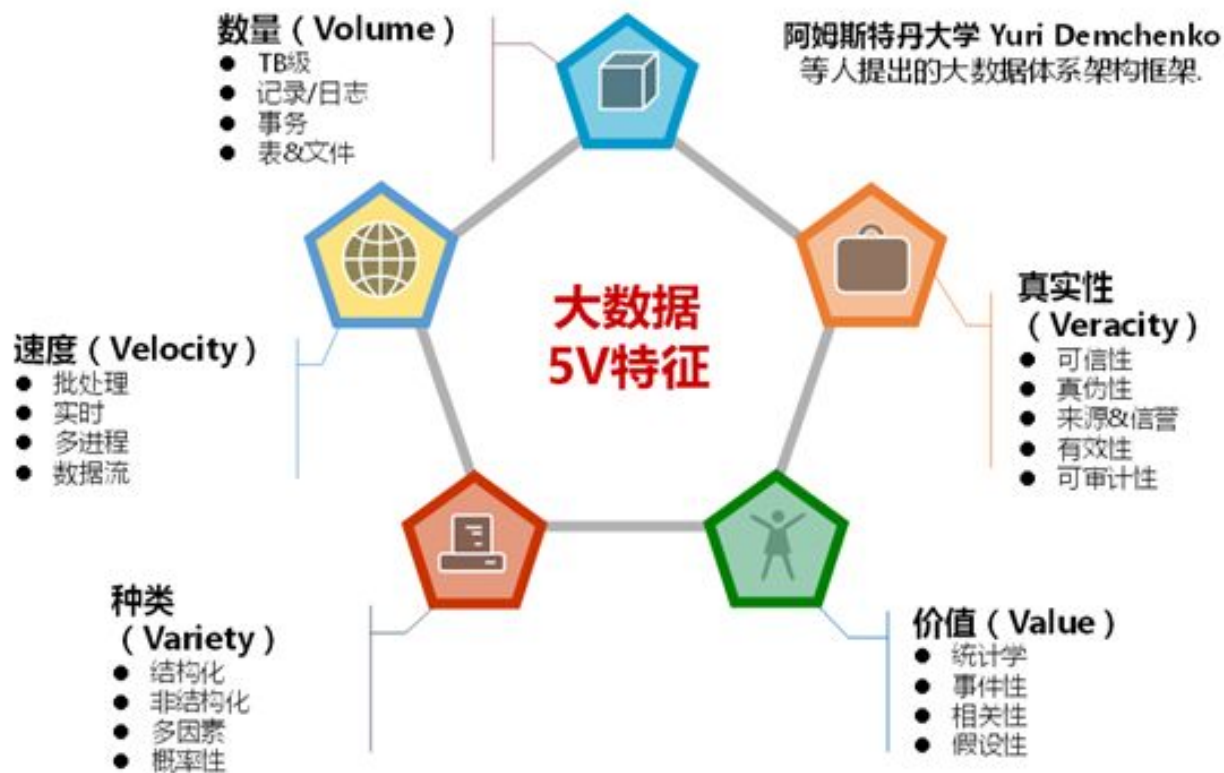 数量（Volume）
● TB级
● 记录/日志
● 事务
● 表&文件
阿姆斯特丹大学 Yuri Demchenko
等人提出的大数据体系架构框架.
大数据
5V特征
真实性
（Veracity）
● 可信性
● 真伪性
● 来源&信誉
● 有效性
● 可审计性
速度（Velocity）
● 批处理
● 实时
● 多进程
● 数据流
种类
（Variety）
● 结构化
● 非结构化
● 多因素
● 概率性
价值（Value）
● 统计学
● 事件性
● 相关性
● 假设性